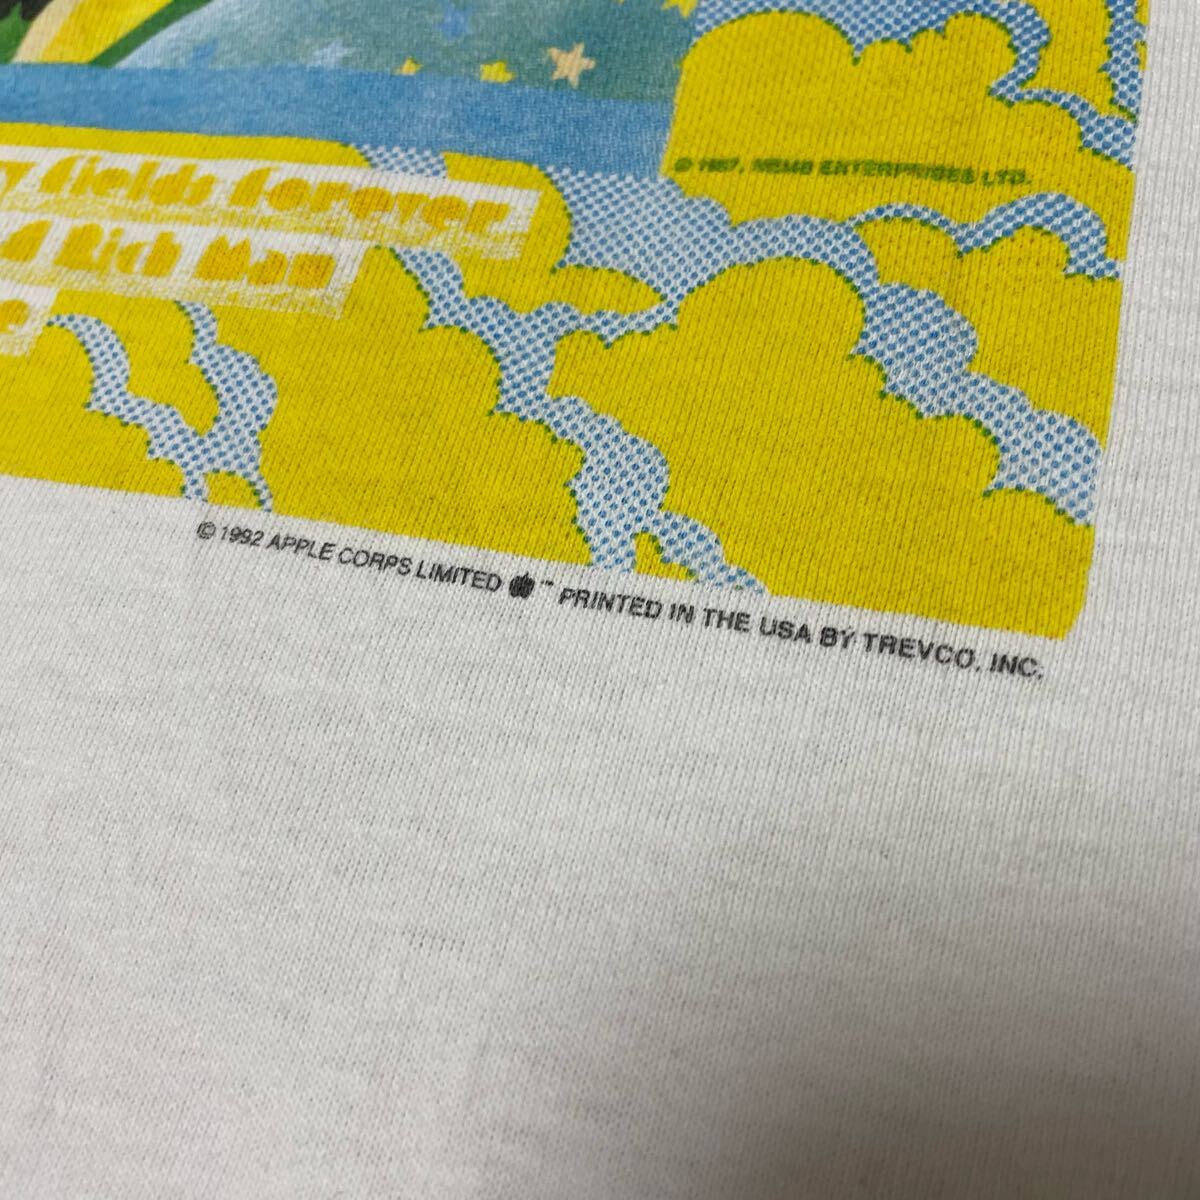 © 1967, NEMS ENTERPRISES LTD.
y Fields Forever
d Rich Man
e
© 1992 APPLE CORPS LIMITED ™ PRINTED IN THE USA BY TREVCO, INC.